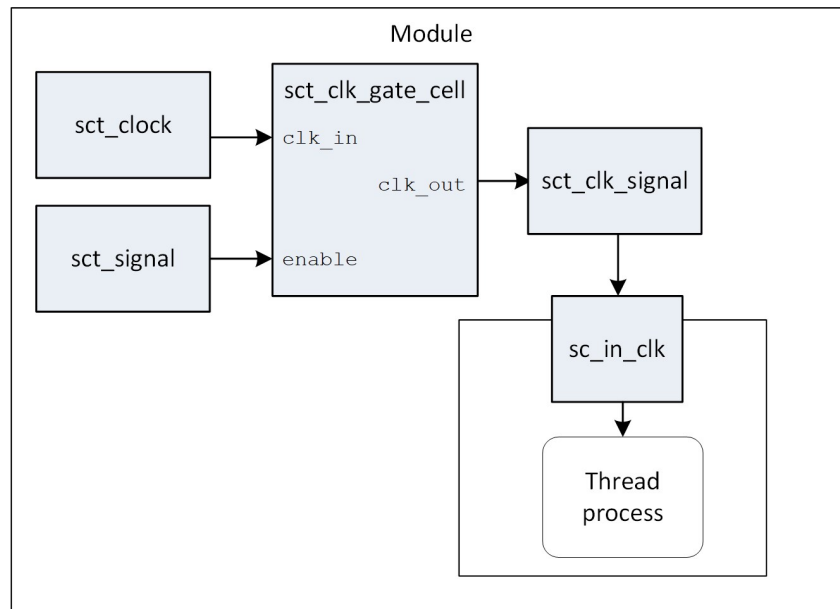 Module
sct_clock
sct_clk_gate_cell
clk_in
clk_out
sct_signal
enable
sct_clk_signal
sc_in_clk
Thread
process